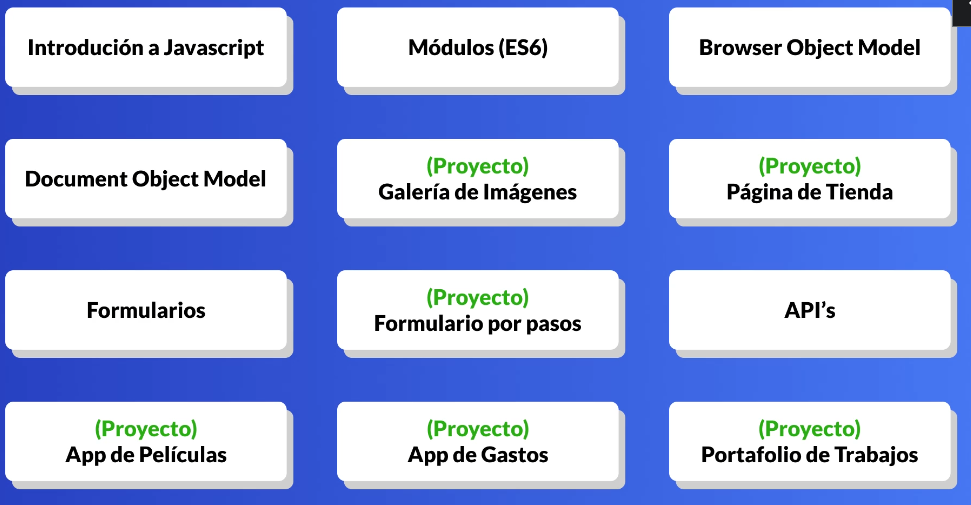 Introdución a Javascript
Módulos (ES6)
Browser Object Model
Document Object Model
(Proyecto)
Galería de Imágenes
(Proyecto)
Página de Tienda
Formularios
(Proyecto)
Formulario por pasos
API’s
(Proyecto)
App de Películas
(Proyecto)
App de Gastos
(Proyecto)
Portafolio de Trabajos